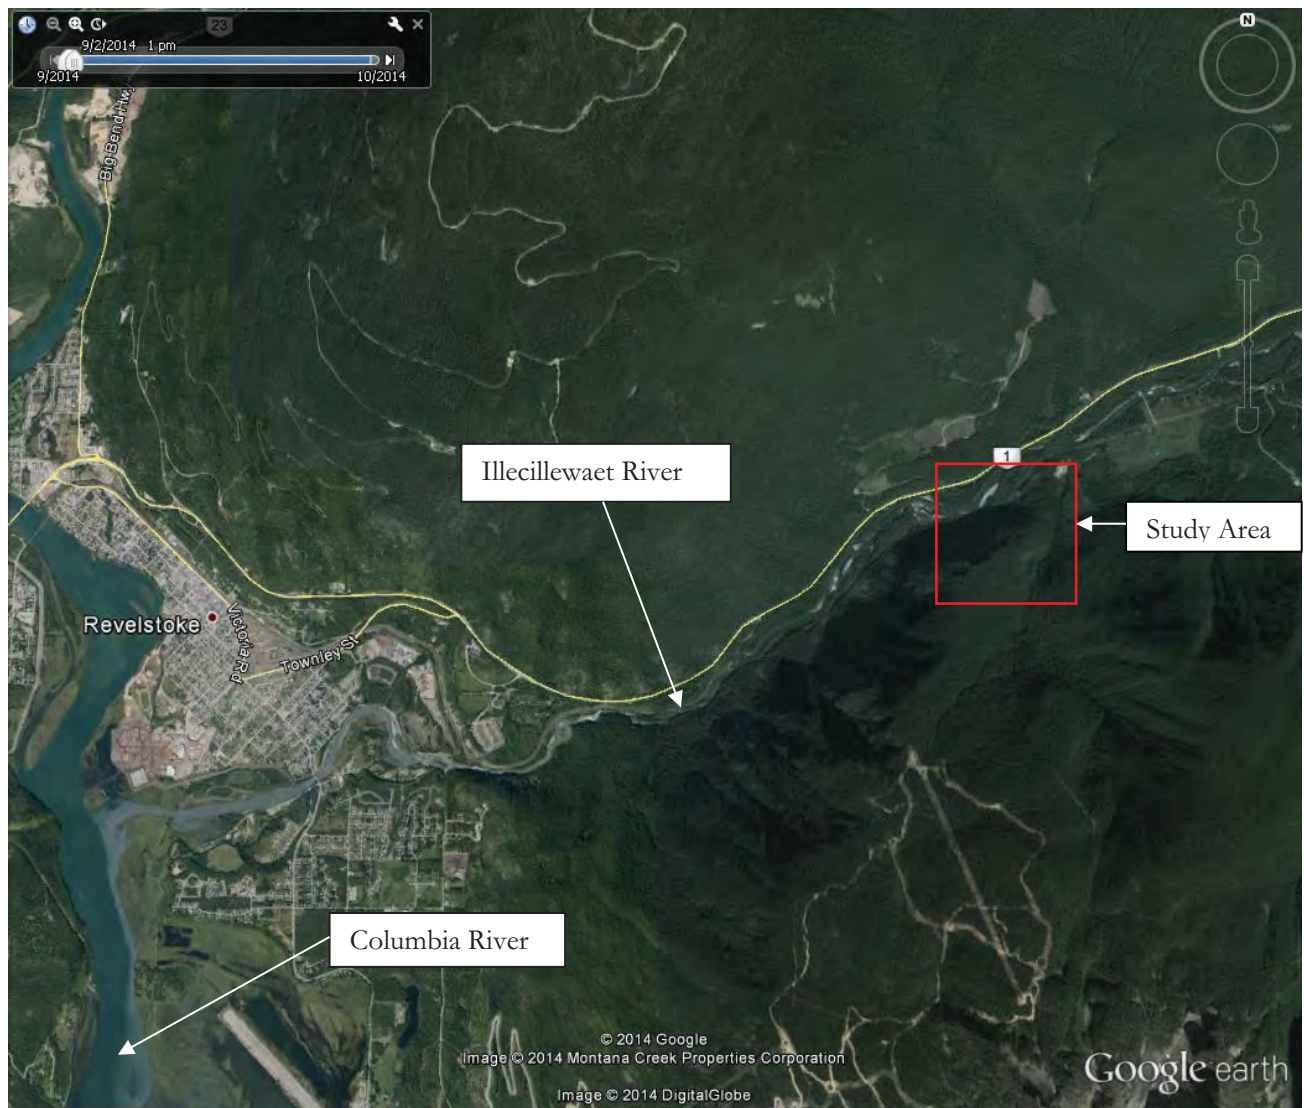 23
9/2/2014 1 pm
9/2014
10/2014
N
Big Bend Hwy
1
Illecillewaet River
Study Area
Revelstoke
Victoria Rd
Townley St
Columbia River
© 2014 Google
Image © 2014 Montana Creek Properties Corporation
Image © 2014 DigitalGlobe
Google earth